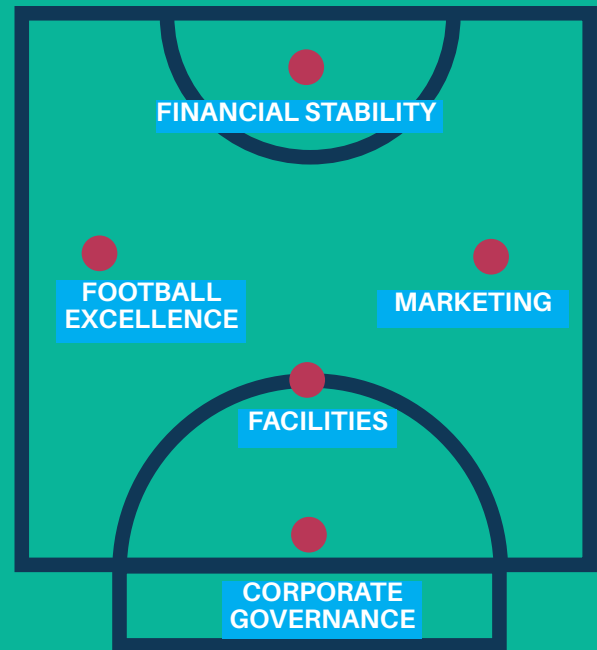 FINANCIAL STABILITY
FOOTBALL
EXCELLENCE
MARKETING
FACILITIES
CORPORATE
GOVERNANCE